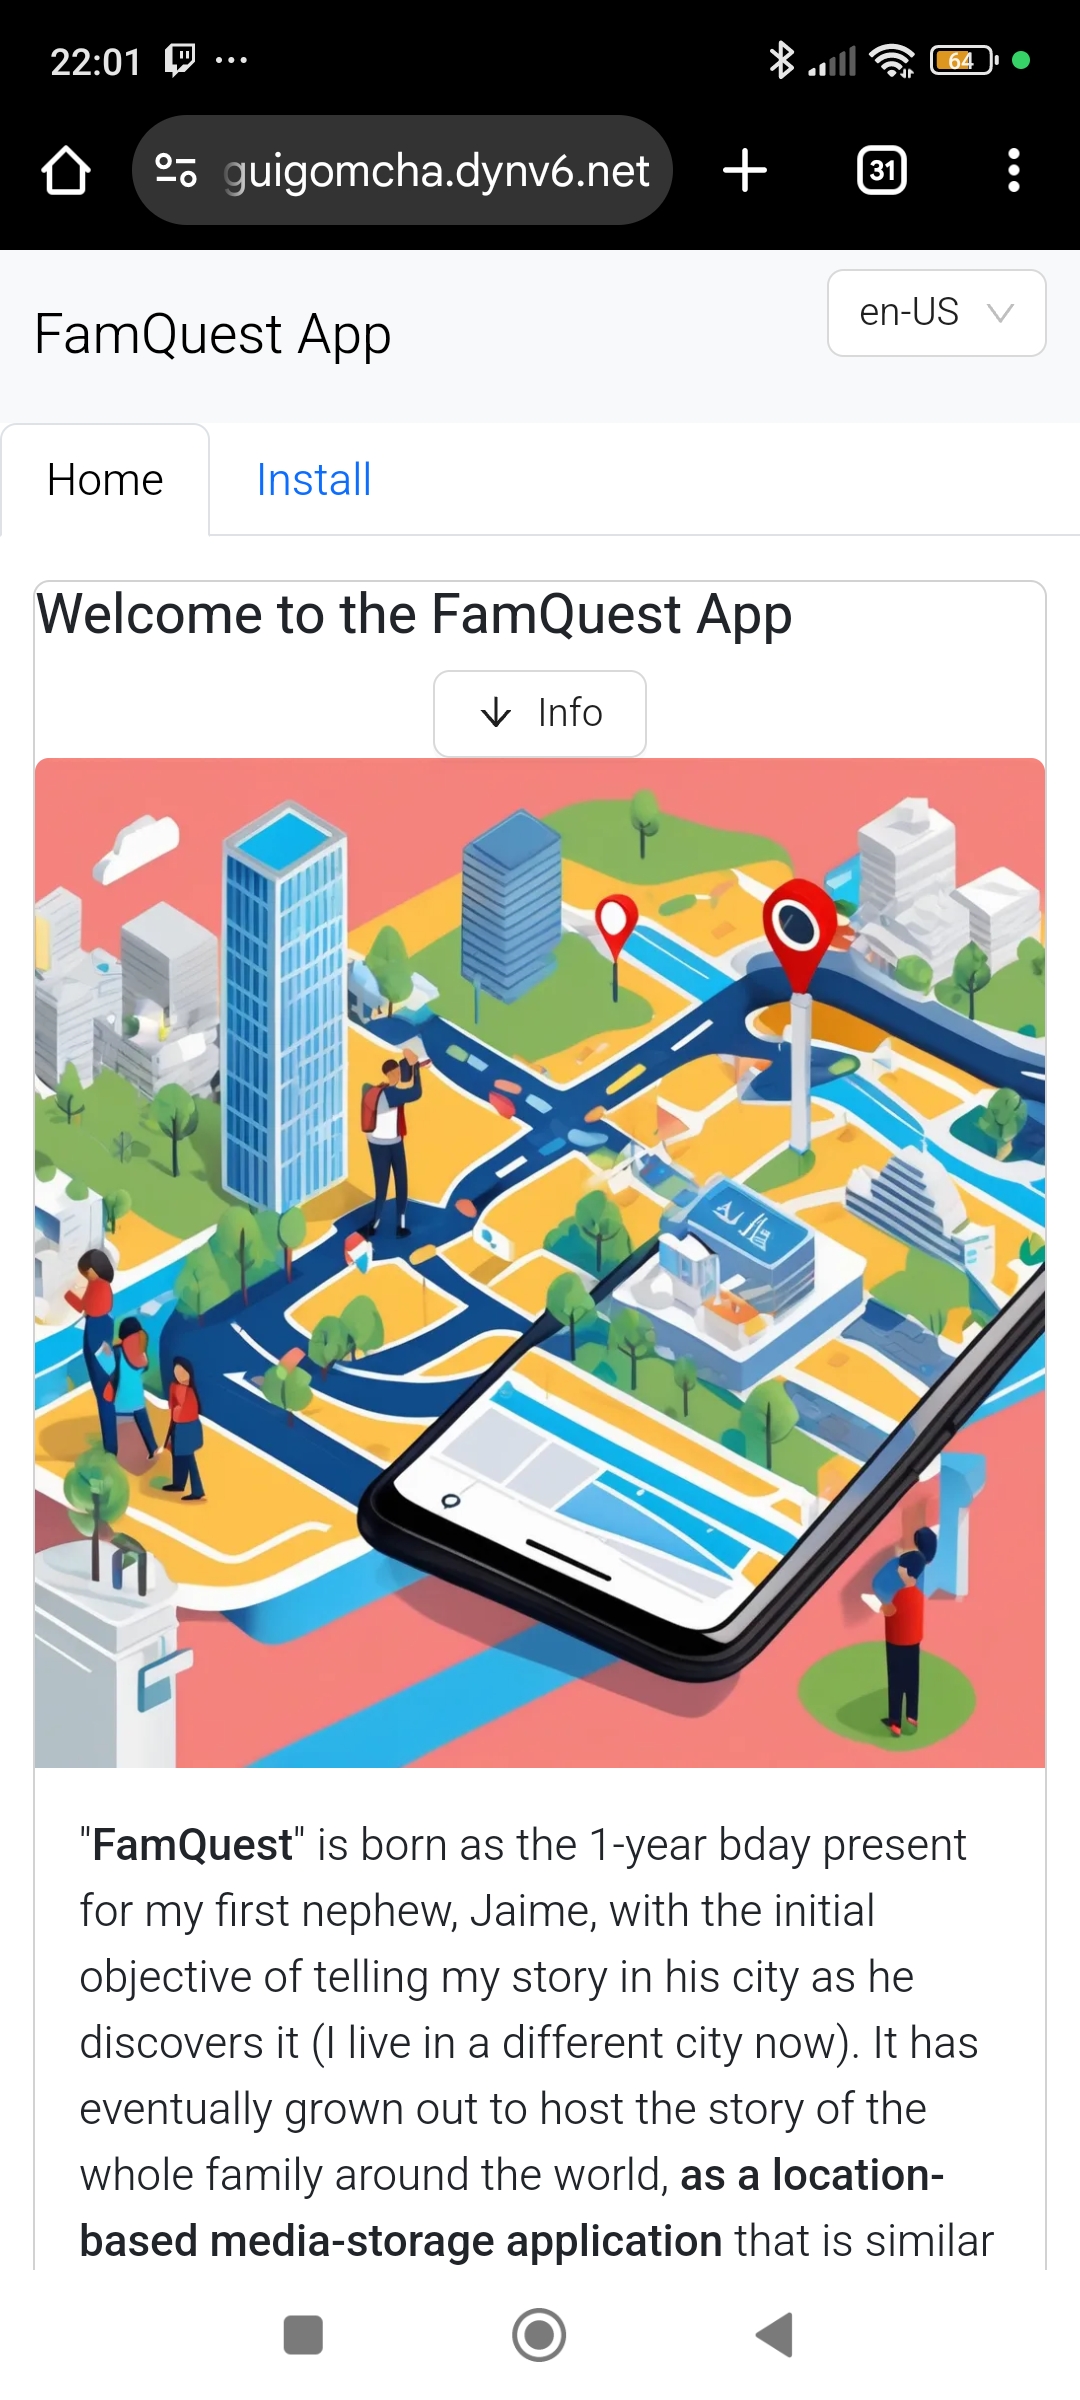 22:01
64
guigomcha.dynv6.net
31
FamQuest App
en-US
Home
Install
Welcome to the FamQuest App
Info
"FamQuest" is born as the 1-year bday present
for my first nephew, Jaime, with the initial
objective of telling my story in his city as he
discovers it (I live in a different city now). It has
eventually grown out to host the story of the
whole family around the world, as a location-
based media-storage application that is similar